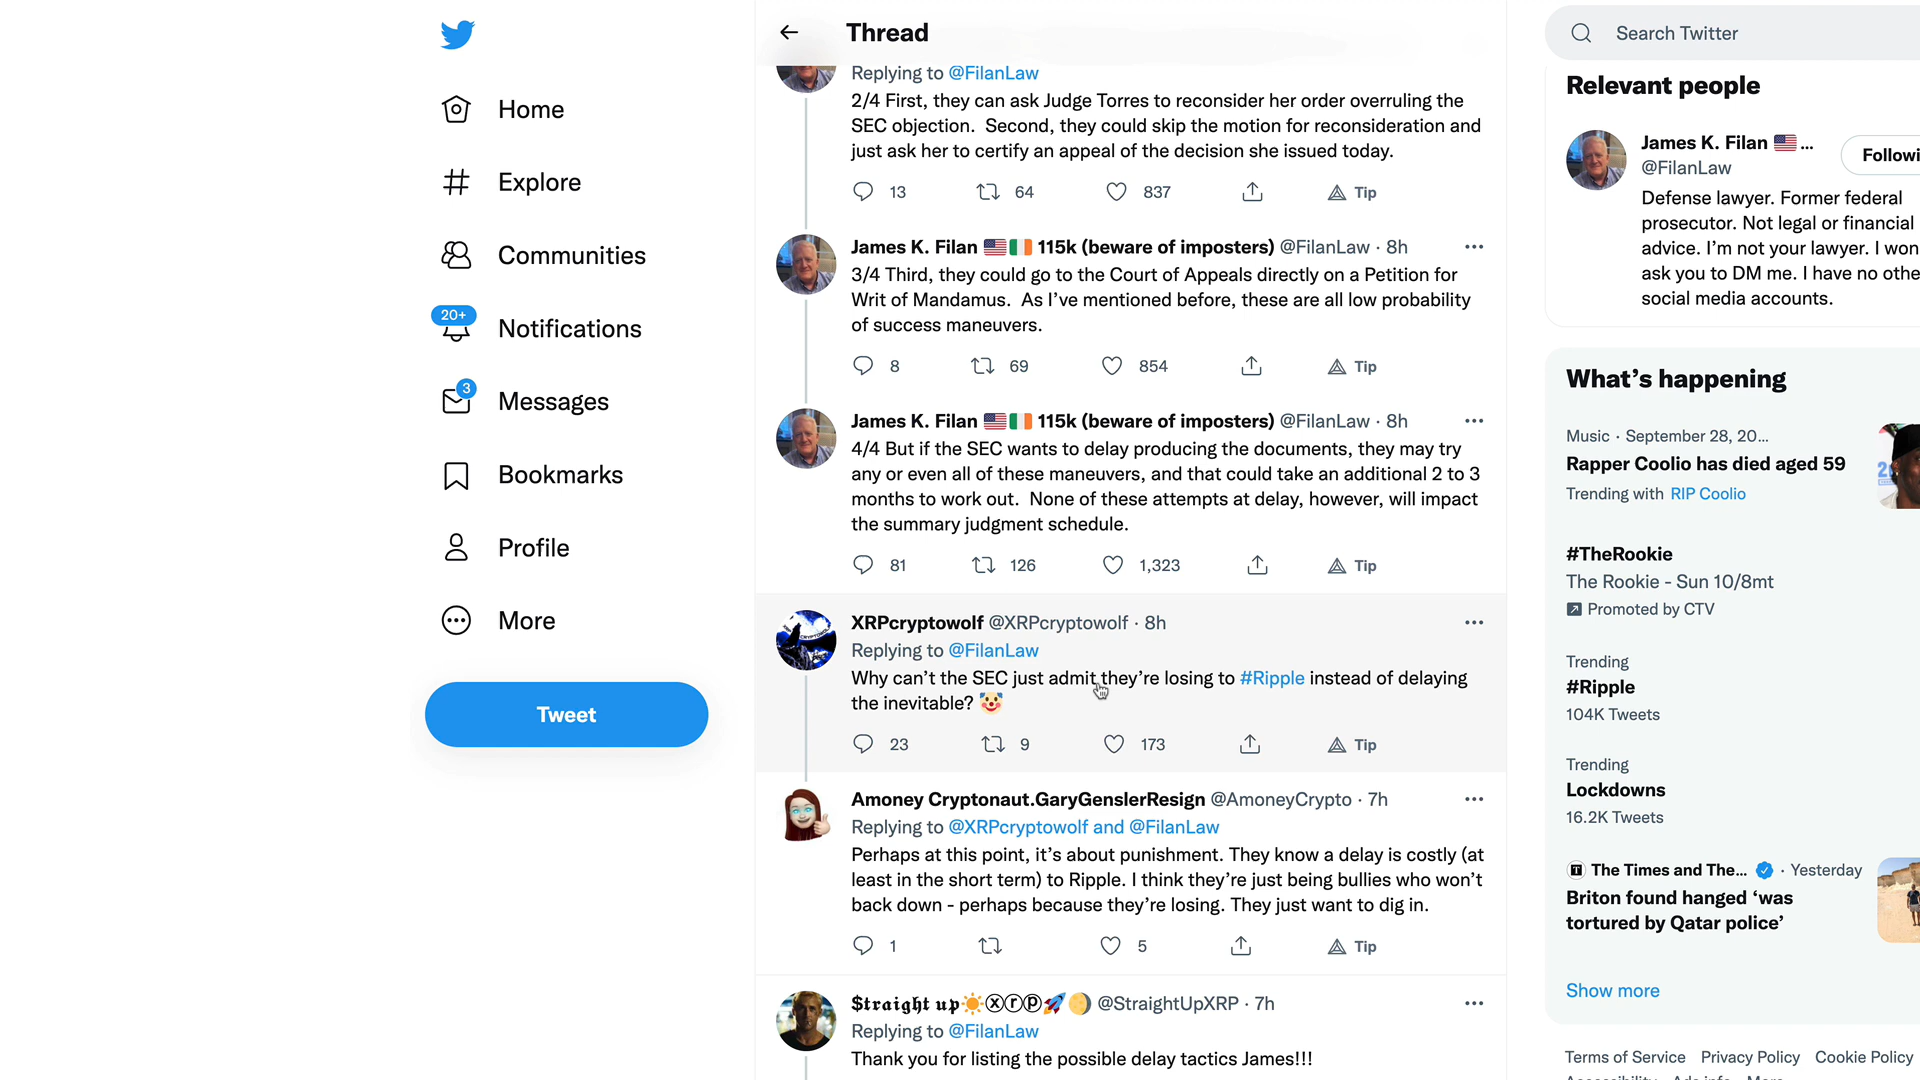 Home
Explore
Communities
20+
Notifications
3
Messages
Bookmarks
Profile
More
Tweet
Thread
Replying to @FilanLaw
2/4 First, they can ask Judge Torres to reconsider her order overruling the
SEC objection.  Second, they could skip the motion for reconsideration and
just ask her to certify an appeal of the decision she issued today.
13 64 837 Tip
James K. Filan 🇺🇸🇮🇪 115k (beware of imposters) @FilanLaw · 8h
3/4 Third, they could go to the Court of Appeals directly on a Petition for
Writ of Mandamus.  As I’ve mentioned before, these are all low probability
of success maneuvers.
8 69 854 Tip
James K. Filan 🇺🇸🇮🇪 115k (beware of imposters) @FilanLaw · 8h
4/4 But if the SEC wants to delay producing the documents, they may try
any or even all of these maneuvers, and that could take an additional 2 to 3
months to work out.  None of these attempts at delay, however, will impact
the summary judgment schedule.
81 126 1,323 Tip
XRPcryptowolf @XRPcryptowolf · 8h
Replying to @FilanLaw
Why can’t the SEC just admit they’re losing to #Ripple instead of delaying
the inevitable? 🤡
23 9 173 Tip
Amoney Cryptonaut.GaryGenslerResign @AmoneyCrypto · 7h
Replying to @XRPcryptowolf and @FilanLaw
Perhaps at this point, it’s about punishment. They know a delay is costly (at
least in the short term) to Ripple. I think they’re just being bullies who won’t
back down - perhaps because they’re losing. They just want to dig in.
1 5 Tip
$𝖙𝖗𝖆𝖎𝖌𝖍𝖙 𝖚𝖕☀️ⓧⓡⓟ🚀🌖 @StraightUpXRP · 7h
Replying to @FilanLaw
Thank you for listing the possible delay tactics James!!!
Search Twitter
Relevant people
James K. Filan 🇺🇸 ...
@FilanLaw
Followi
Defense lawyer. Former federal
prosecutor. Not legal or financial
advice. I’m not your lawyer. I won
ask you to DM me. I have no othe
social media accounts.
What’s happening
Music · September 28, 20...
Rapper Coolio has died aged 59
Trending with RIP Coolio
#TheRookie
The Rookie - Sun 10/8mt
Promoted by CTV
Trending
#Ripple
104K Tweets
Trending
Lockdowns
16.2K Tweets
The Times and The... · Yesterday
Briton found hanged ‘was
tortured by Qatar police’
Show more
Terms of Service Privacy Policy Cookie Policy